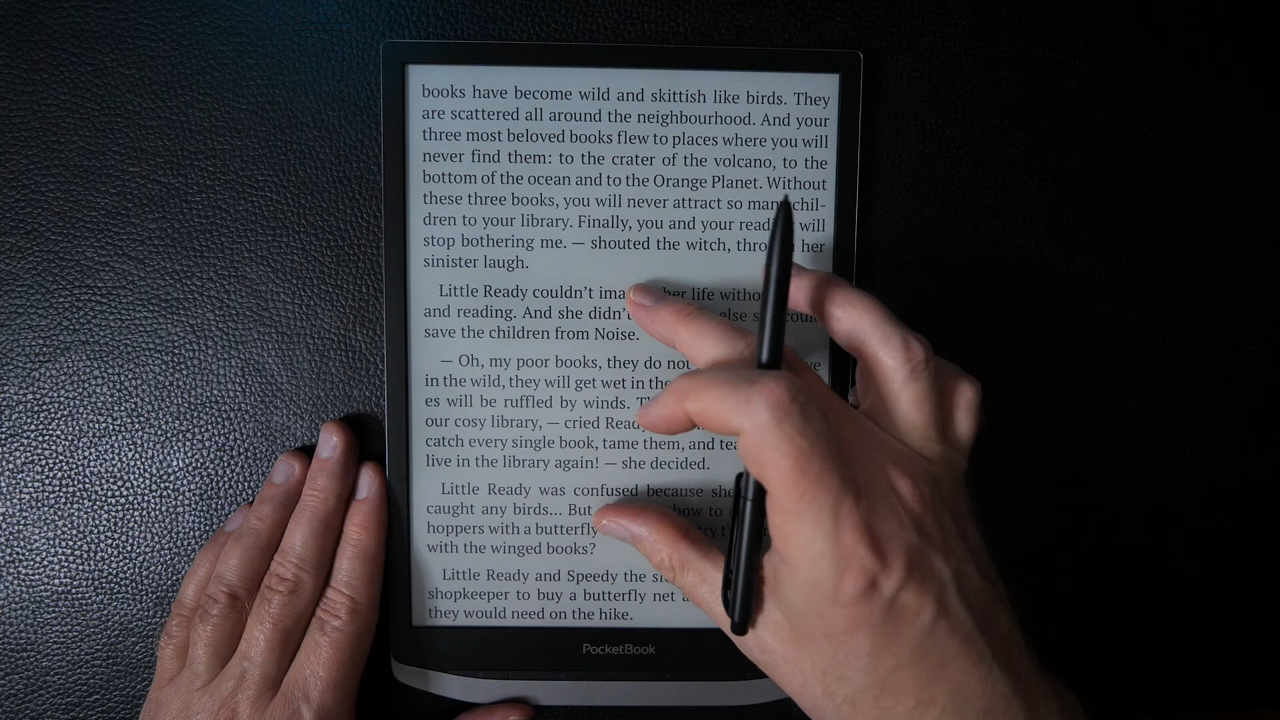 books have become wild and skittish like birds. They
are scattered all around the neighbourhood. And your
three most beloved books flew to places where you will
never find them: to the crater of the volcano, to the
bottom of the ocean and to the Orange Planet. Without
these three books, you will never attract so many chil-
dren to your library. Finally, you and your will
stop bothering me. — shouted the witch, through her
sinister laugh.
Little Ready couldn't her life
and reading. And she didn't else
save the children from Noise.
— Oh, my poor books, they do not
in the wild, they will get wet in the
es will be ruffled by winds.
our cosy library, — cried Ready
catch every single book, tame them, and
live in the library again! — she decided.
Little Ready was confused because she
caught any birds... But how to
hoppers with a butterfly try
with the winged books?
Little Ready and Speedy the
shopkeeper to buy a butterfly net
they would need on the hike.
PocketBook